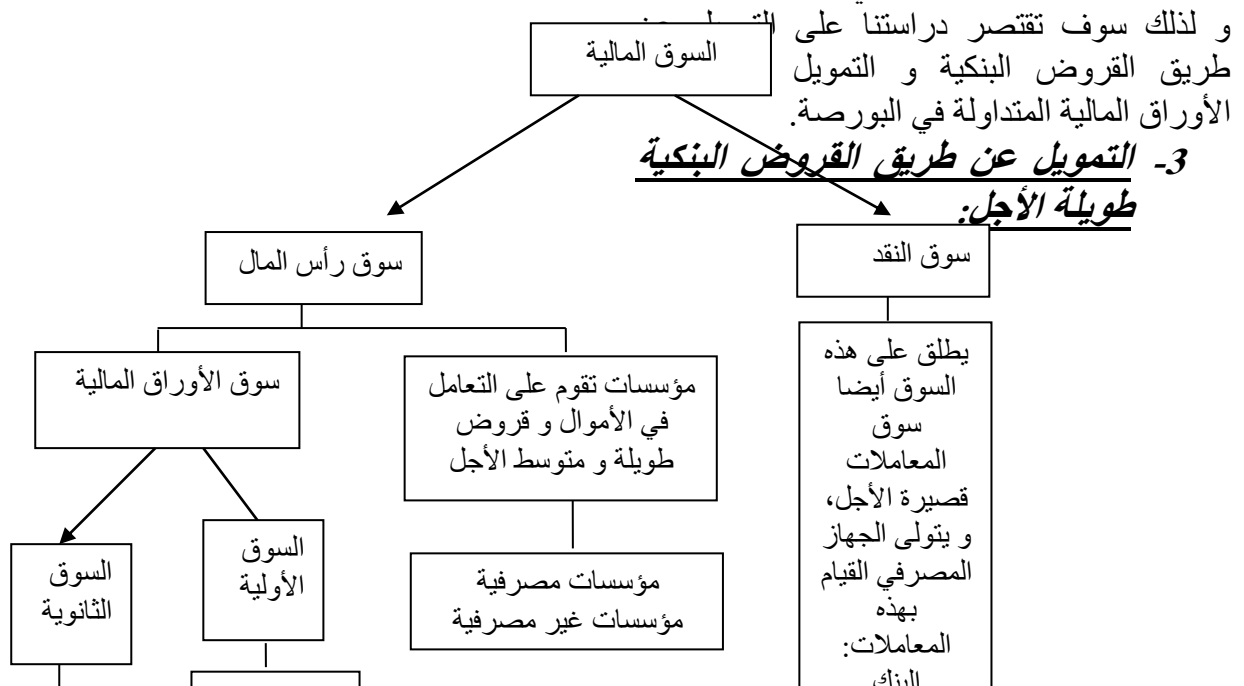 و لذلك سوف تقتصر دراستنا على
طريق القروض البنكية و التمويل
الأوراق المالية المتداولة في البورصة.
3- التمويل عن طريق القروض البنكية
طويلة الأجل:
السوق المالية
سوق النقد
سوق رأس المال
يطلق على هذه
السوق أيضا
سوق
المعاملات
قصيرة الأجل،
و يتولى الجهاز
المصرفي القيام
بهذه
المعاملات:
مؤسسات تقوم على التعامل
في الأموال و قروض
طويلة و متوسط الأجل
سوق الأوراق المالية
مؤسسات مصرفية
مؤسسات غير مصرفية
السوق
الأولية
السوق
الثانوية